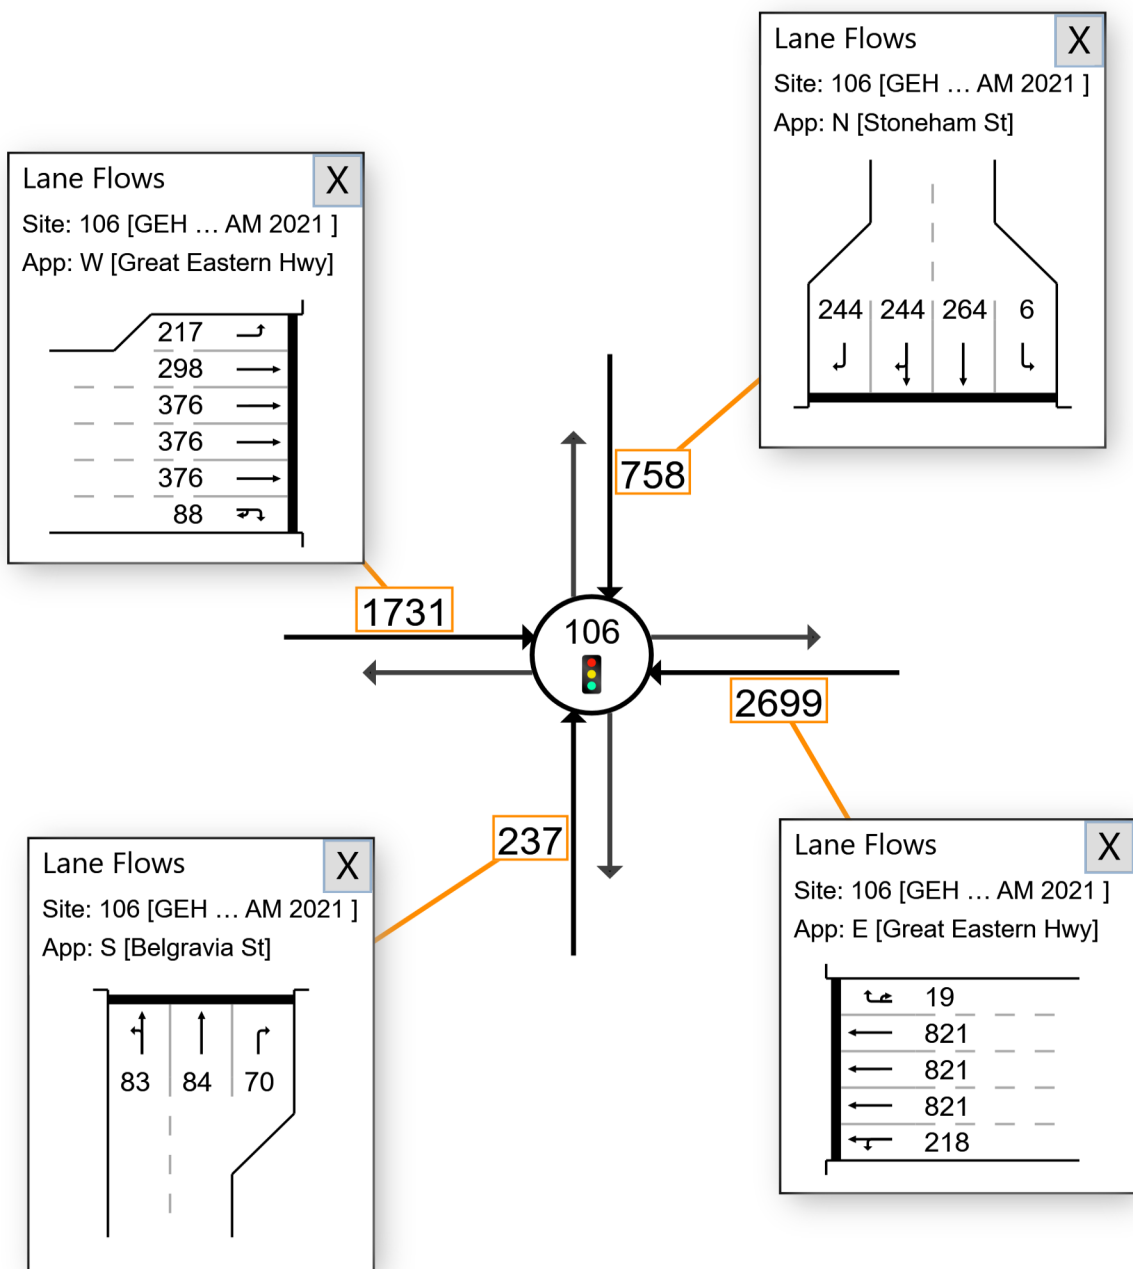 Lane Flows X
Site: 106 [GEH ... AM 2021 ]
App: N [Stoneham St]
244 244 264 6
Lane Flows X
Site: 106 [GEH ... AM 2021 ]
App: W [Great Eastern Hwy]
217
298
376
376
376
88
758
1731
106
2699
237
Lane Flows X
Site: 106 [GEH ... AM 2021 ]
App: S [Belgravia St]
83 84 70
Lane Flows X
Site: 106 [GEH ... AM 2021 ]
App: E [Great Eastern Hwy]
19
821
821
821
218